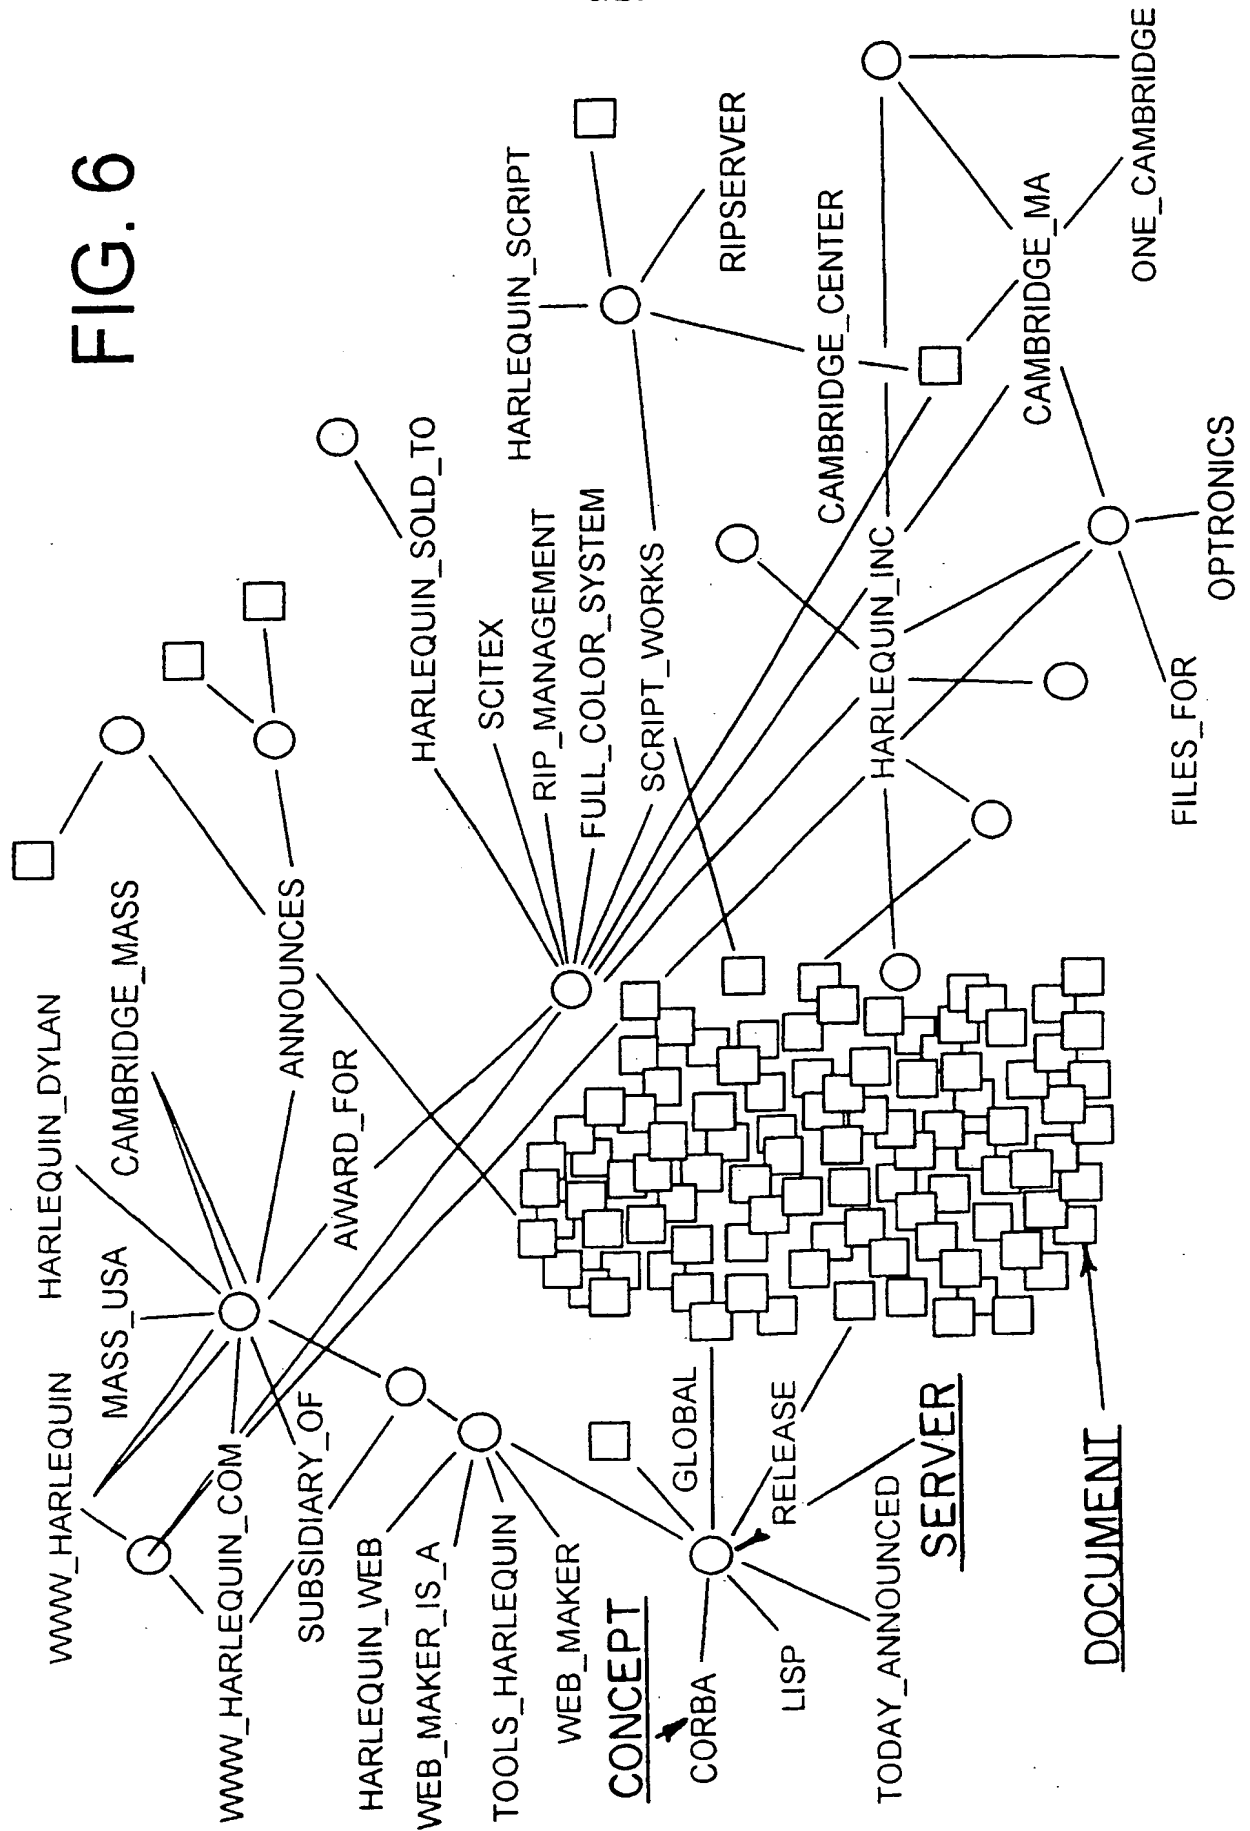 FIG. 6
WWW_HARLEQUIN
MASS_USA
HARLEQUIN_DYLAN
CAMBRIDGE_MASS
WWW_HARLEQUIN_COM
SUBSIDIARY_OF
AWARD_FOR
ANNOUNCES
HARLEQUIN_WEB
WEB_MAKER_IS_A
TOOLS_HARLEQUIN
WEB_MAKER
HARLEQUIN_SOLD_TO
SCITEX
RIP_MANAGEMENT
FULL_COLOR_SYSTEM
SCRIPT_WORKS
HARLEQUIN_SCRIPT
RIPSERVER
CONCEPT
CORBA
LISP
TODAY_ANNOUNCED
GLOBAL
RELEASE
SERVER
DOCUMENT
HARLEQUIN_INC
CAMBRIDGE_CENTER
CAMBRIDGE_MA
ONE_CAMBRIDGE
FILES_FOR
OPTRONICS